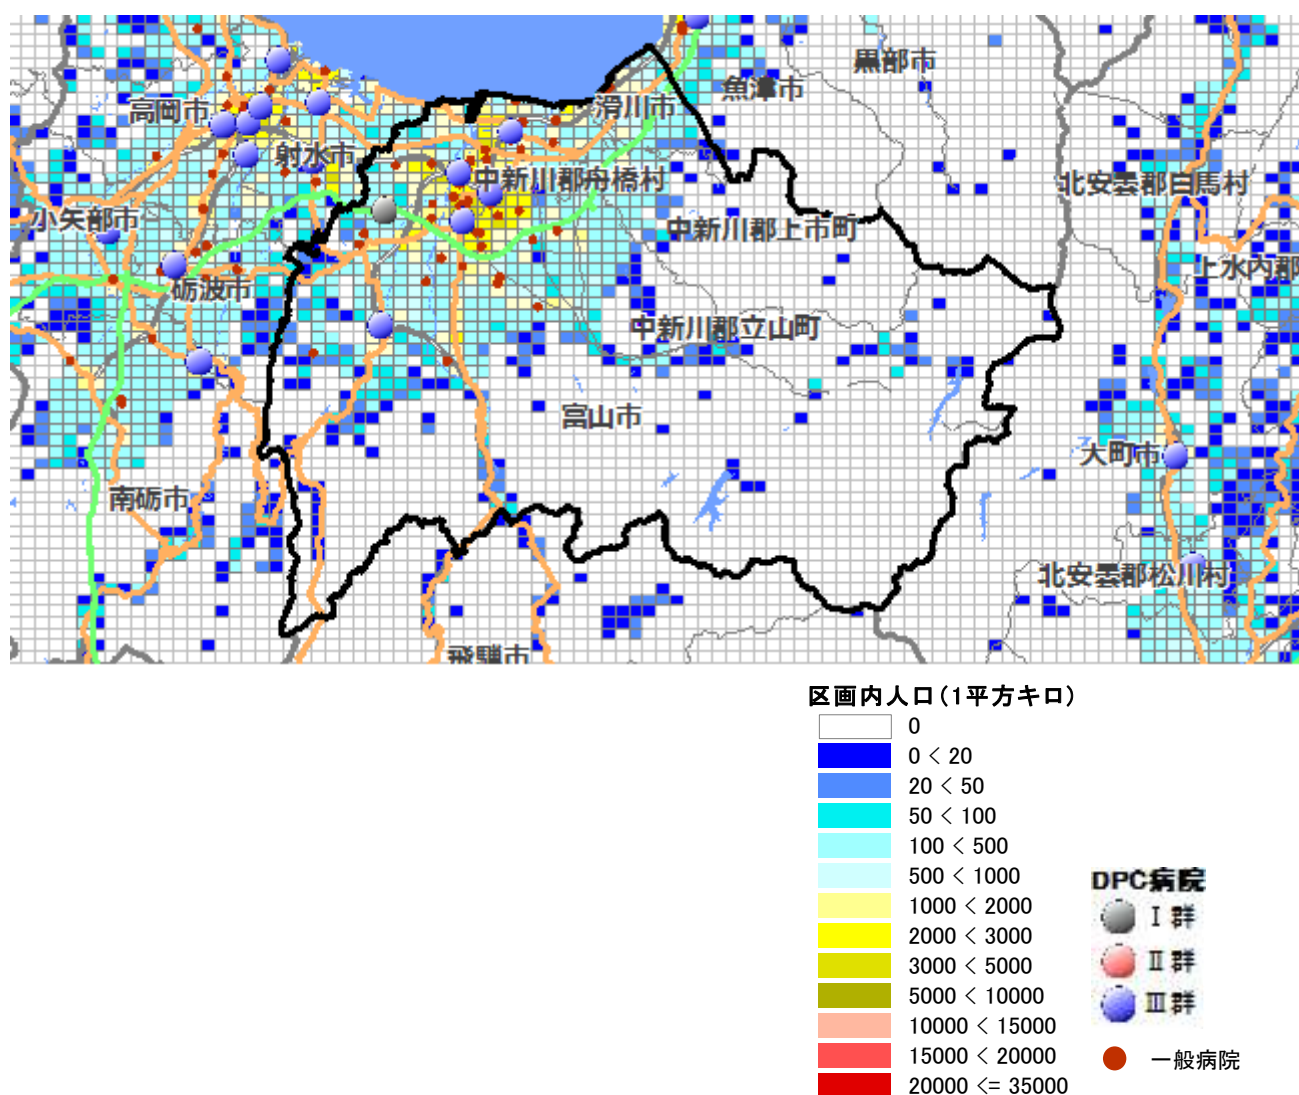 黒部市
魚津市
滑川市
高岡市
射水市
中新川郡舟橋村
北安曇郡白馬村
小矢部市
中新川郡上市町
上水内郡
砺波市
中新川郡立山町
富山市
大町市
南砺市
北安曇郡松川村
飛騨市
区画内人口(1平方キロ)
0
0 < 20
20 < 50
50 < 100
100 < 500
500 < 1000
1000 < 2000
2000 < 3000
3000 < 5000
5000 < 10000
10000 < 15000
15000 < 20000
20000 <= 35000
DPC病院
Ⅰ群
Ⅱ群
Ⅲ群
一般病院